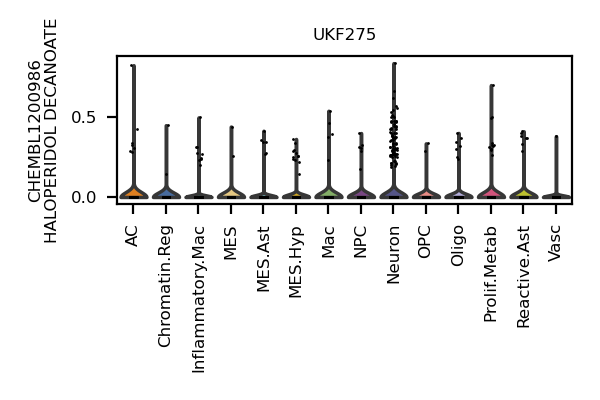 UKF275
CHEMBL1200986
HALOPERIDOL DECANOATE
0.5
0.0
AC
Chromatin.Reg
Inflammatory.Mac
MES
MES.Ast
MES.Hyp
Mac
NPC
Neuron
OPC
Oligo
Prolif.Metab
Reactive.Ast
Vasc